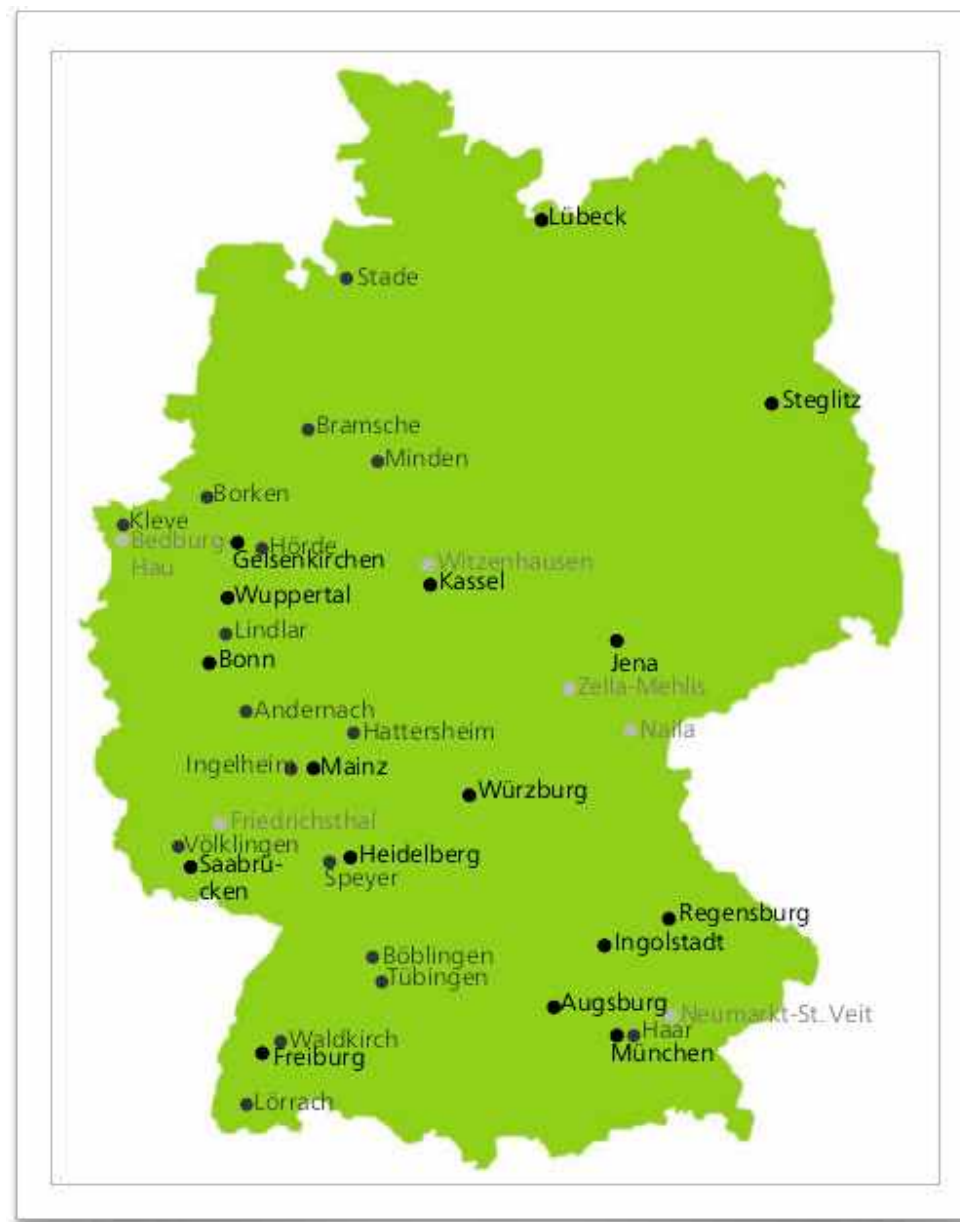 Lübeck
Stade
Steglitz
Bramsche
Minden
Borken
Kleve
Bedburg
Hau
Hörde
Gelsenkirchen
Witzenhausen
Kassel
Wuppertal
Lindlar
Bonn
Jena
Zella-Mehlis
Andernach
Hattersheim
Naila
Ingelheim
Mainz
Würzburg
Friedrichsthal
Völklingen
Saabrü-
cken
Heidelberg
Speyer
Regensburg
Ingolstadt
Böblingen
Tübingen
Augsburg
Neumarkt-St. Veit
Haar
München
Waldkirch
Freiburg
Lörrach